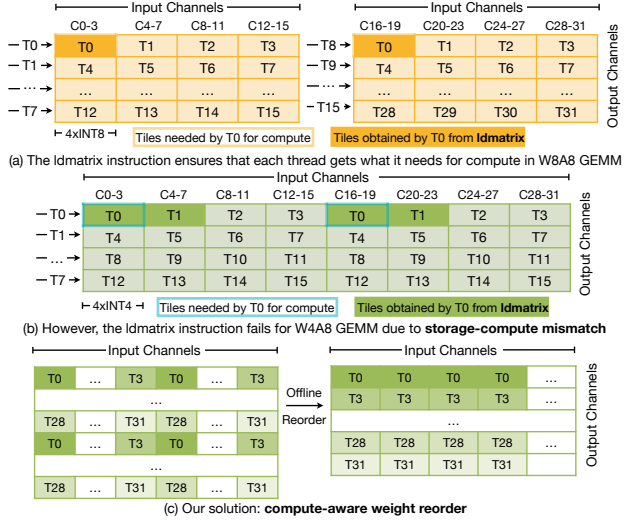 Input Channels
C0-3 C4-7 C8-11 C12-15
T0 T0 T1 T2 T3
T1 T4 T5 T6 T7
... ... ... ... ...
T7 T12 T13 T14 T15
4xINT8
C16-19 C20-23 C24-27 C28-31
T8 T0 T1 T2 T3
T9 T4 T5 T6 T7
... ... ... ... ...
T15 T28 T29 T30 T31
Output Channels
Tiles needed by T0 for compute
Tiles obtained by T0 from ldmatrix
(a) The ldmatrix instruction ensures that each thread gets what it needs for compute in W8A8 GEMM
Input Channels
C0-3 C4-7 C8-11 C12-15 C16-19 C20-23 C24-27 C28-31
T0 T0 T1 T2 T3 T0 T1 T2 T3
T1 T4 T5 T6 T7 T4 T5 T6 T7
... T8 T9 T10 T11 T8 T9 T10 T11
T7 T12 T13 T14 T15 T12 T13 T14 T15
Output Channels
4xINT4
Tiles needed by T0 for compute
Tiles obtained by T0 from ldmatrix
(b) However, the ldmatrix instruction fails for W4A8 GEMM due to storage-compute mismatch
Input Channels
T0 ... T3 T0 ... T3
...
T28 ... T31 T28 ... T31
T0 ... T3 T0 ... T3
...
T28 ... T31 T28 ... T31
Offline
Reorder
Input Channels
T0 T0 T0 T0 ...
T3 T3 T3 T3 ...
...
T28 T28 T28 T28 ...
T31 T31 T31 T31
Output Channels
(c) Our solution: compute-aware weight reorder